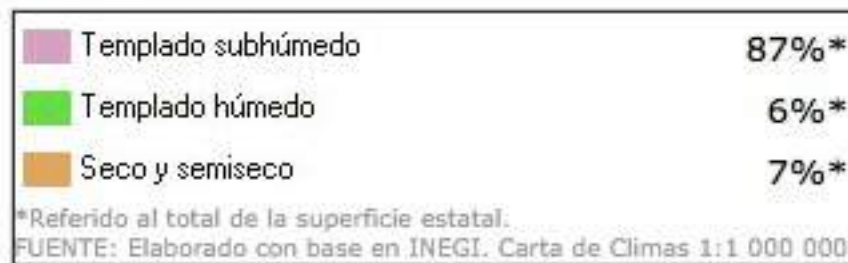 Templado subhúmedo 87%*
Templado húmedo 6%*
Seco y semiseco 7%*
*Referido al total de la superficie estatal.
FUENTE: Elaborado con base en INEGI. Carta de Climas 1:1 000 000